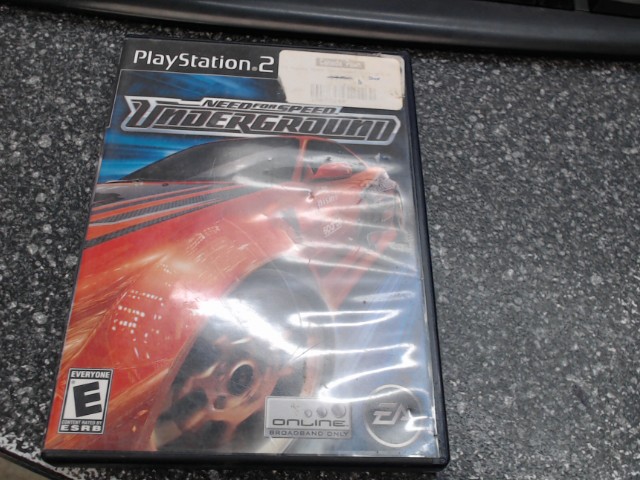 PlayStation.2
NEED FOR SPEED
UNDERGROUND
EVERYONE
E
CONTENT RATED BY
ESRB
ONLINE
BROADBAND ONLY
EA